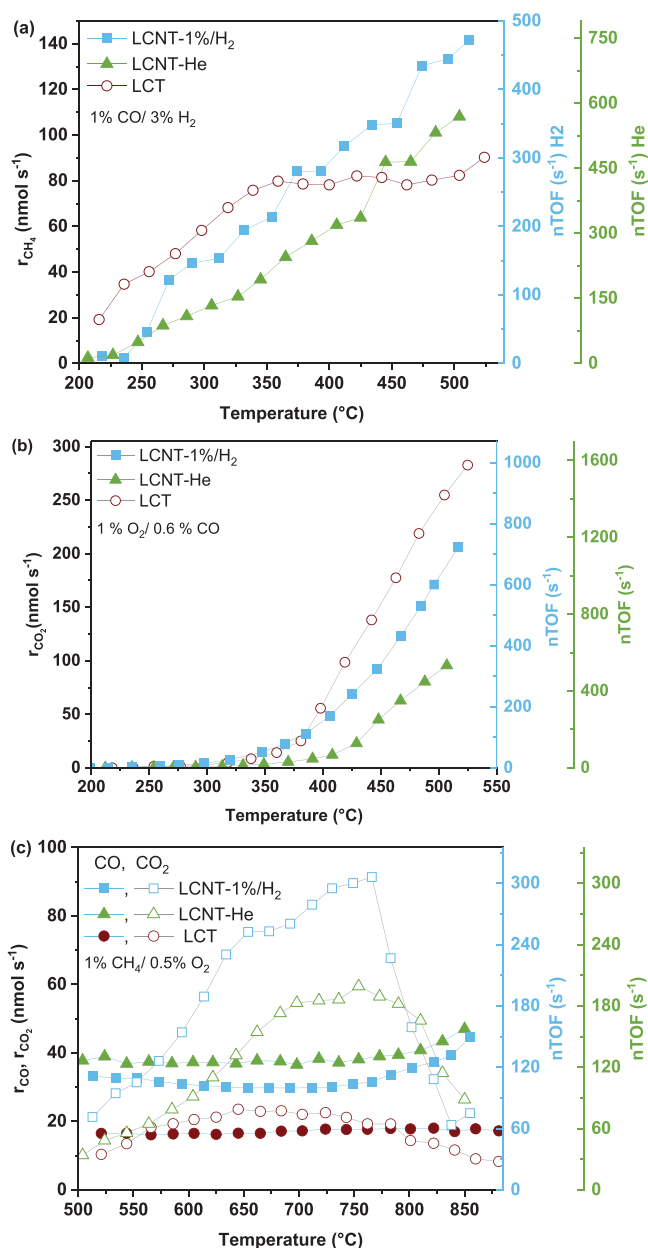 (a)
LCNT-1%/H2
LCNT-He
LCT
1% CO/ 3% H2
rCH4 (nmol s-1)
0
20
40
60
80
100
120
140
200
250
300
350
400
450
500
Temperature (°C)
0
100
200
300
400
500
nTOF (s-1) H2
0
150
300
450
600
750
nTOF (s-1) He
(b)
LCNT-1%/H2
LCNT-He
LCT
1 % O2/ 0.6 % CO
rCO2(nmol s-1)
0
25
50
75
100
150
200
250
300
200
250
300
350
400
450
500
550
Temperature (°C)
0
200
400
600
800
1000
nTOF (s-1)
0
400
800
1200
1600
nTOF (s-1)
(c)
CO, CO2
, LCNT-1%/H2
, LCNT-He
, LCT
1% CH4/ 0.5% O2
rCO, rCO2 (nmol s-1)
0
20
40
60
80
100
500
550
600
650
700
750
800
850
Temperature (°C)
0
60
120
180
240
300
nTOF (s-1)
0
60
120
180
240
300
nTOF (s-1)